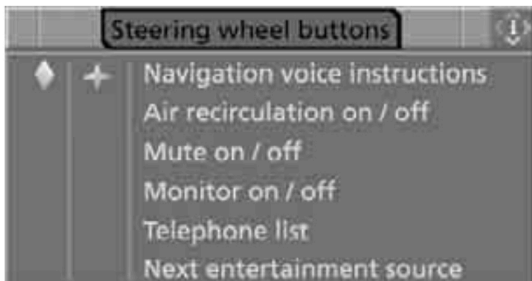 Steering wheel buttons
Navigation voice instructions
Air recirculation on / off
Mute on / off
Monitor on / off
Telephone list
Next entertainment source